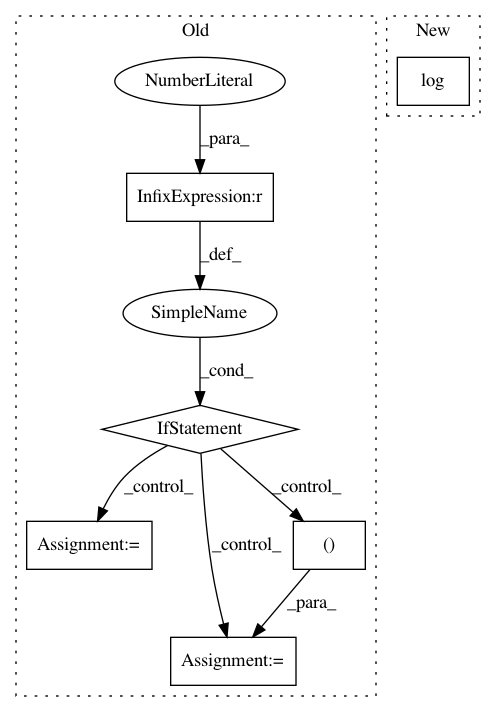 Old
New
NumberLiteral
log
_para_
InfixExpression:r
_def_
SimpleName
_cond_
IfStatement
_control_
_control_
_control_
Assignment:=
()
_para_
Assignment:=